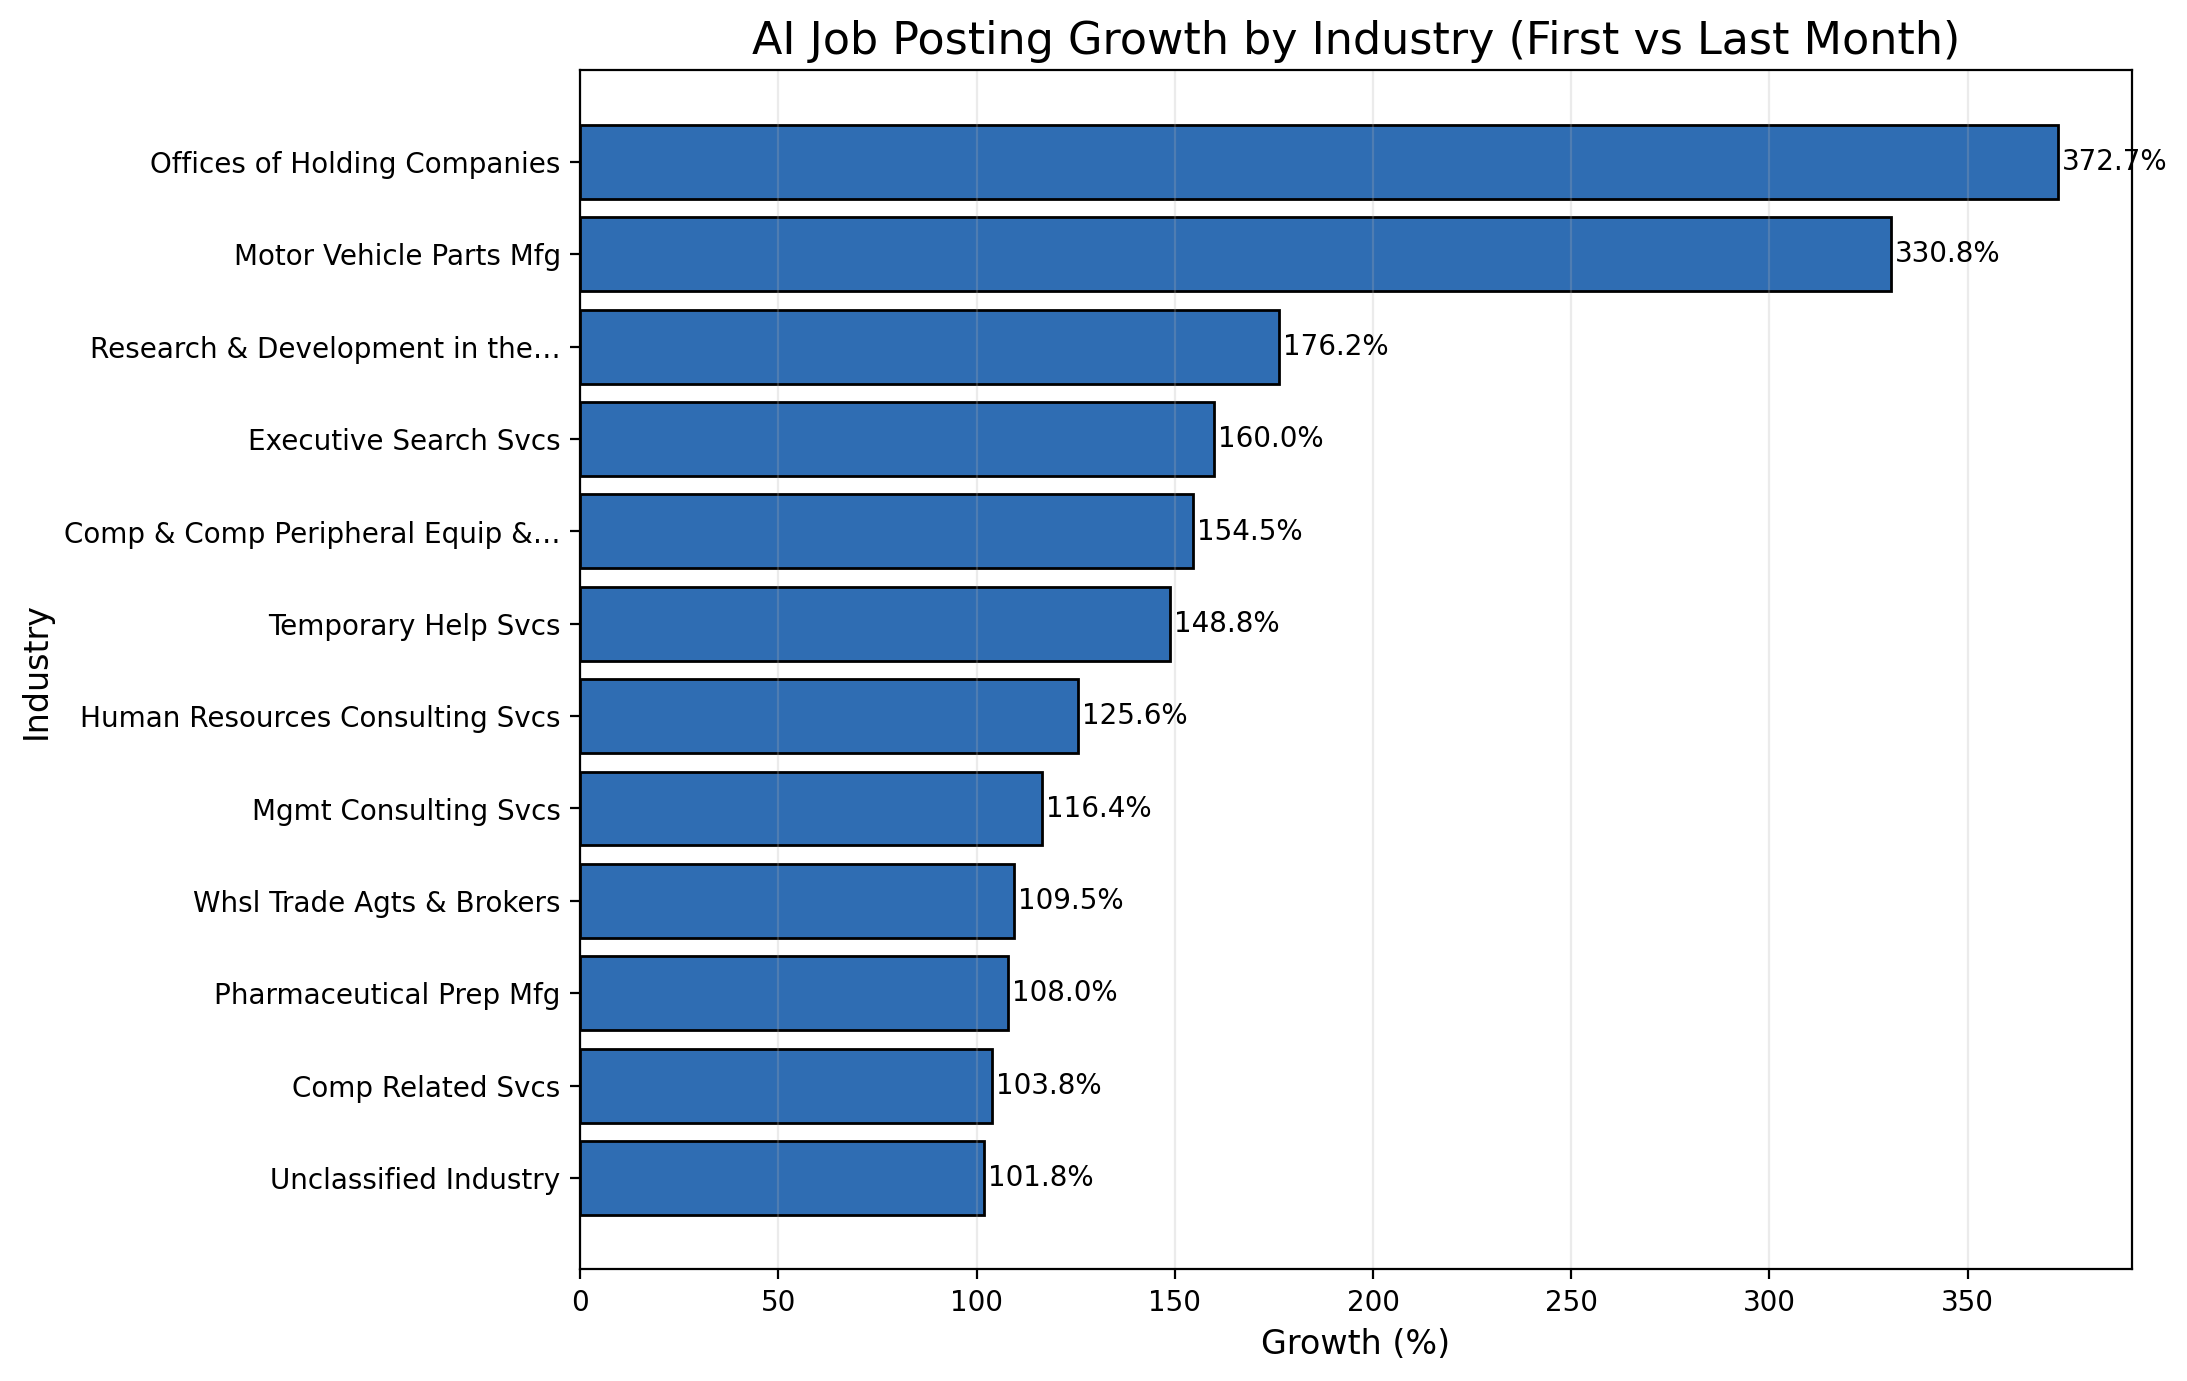 AI Job Posting Growth by Industry (First vs Last Month)
Offices of Holding Companies 372.7%
Motor Vehicle Parts Mfg 330.8%
Research & Development in the... 176.2%
Executive Search Svcs 160.0%
Comp & Comp Peripheral Equip &... 154.5%
Temporary Help Svcs 148.8%
Human Resources Consulting Svcs 125.6%
Mgmt Consulting Svcs 116.4%
Whsl Trade Agts & Brokers 109.5%
Pharmaceutical Prep Mfg 108.0%
Comp Related Svcs 103.8%
Unclassified Industry 101.8%
Industry
0 50 100 150 200 250 300 350
Growth (%)